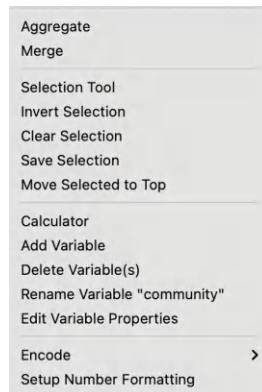 Aggregate
Merge
Selection Tool
Invert Selection
Clear Selection
Save Selection
Move Selected to Top
Calculator
Add Variable
Delete Variable(s)
Rename Variable "community"
Edit Variable Properties
Encode
Setup Number Formatting